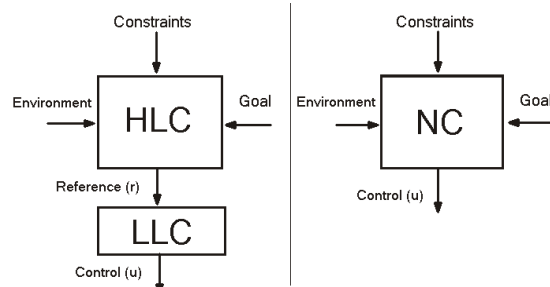 Constraints
Environment
Goal
HLC
Reference (r)
LLC
Control (u)
Constraints
Environment
Goal
NC
Control (u)